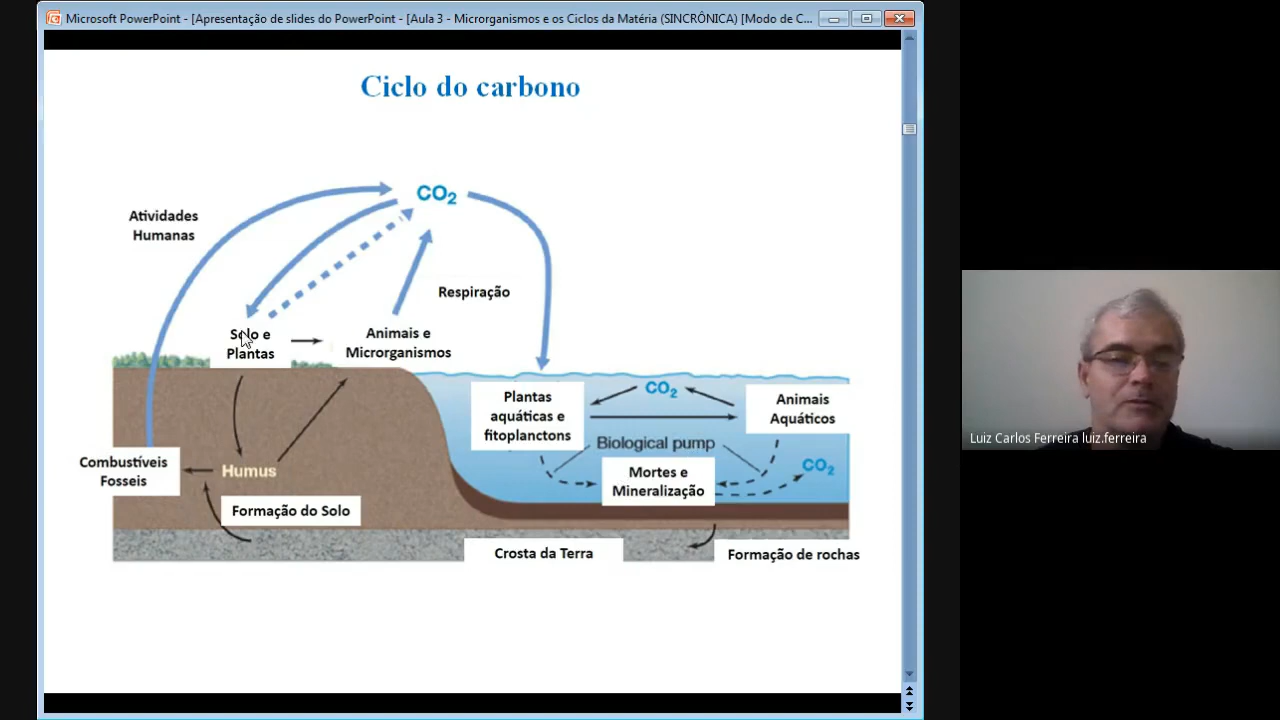 Microsoft PowerPoint - [Apresentação de slides do PowerPoint - [Aula 3 - Microrganismos e os Ciclos da Matéria (SINCRÔNICA) [Modo de C...
Ciclo do carbono
CO2
Atividades
Humanas
Respiração
Solo e
Plantas
Animais e
Microrganismos
Plantas
aquáticas e
fitoplanctons
CO2
Animais
Aquáticos
Biological pump
Combustíveis
Fosseis
Humus
Mortes e
Mineralização
CO2
Formação do Solo
Crosta da Terra
Formação de rochas
Luiz Carlos Ferreira luiz.ferreira